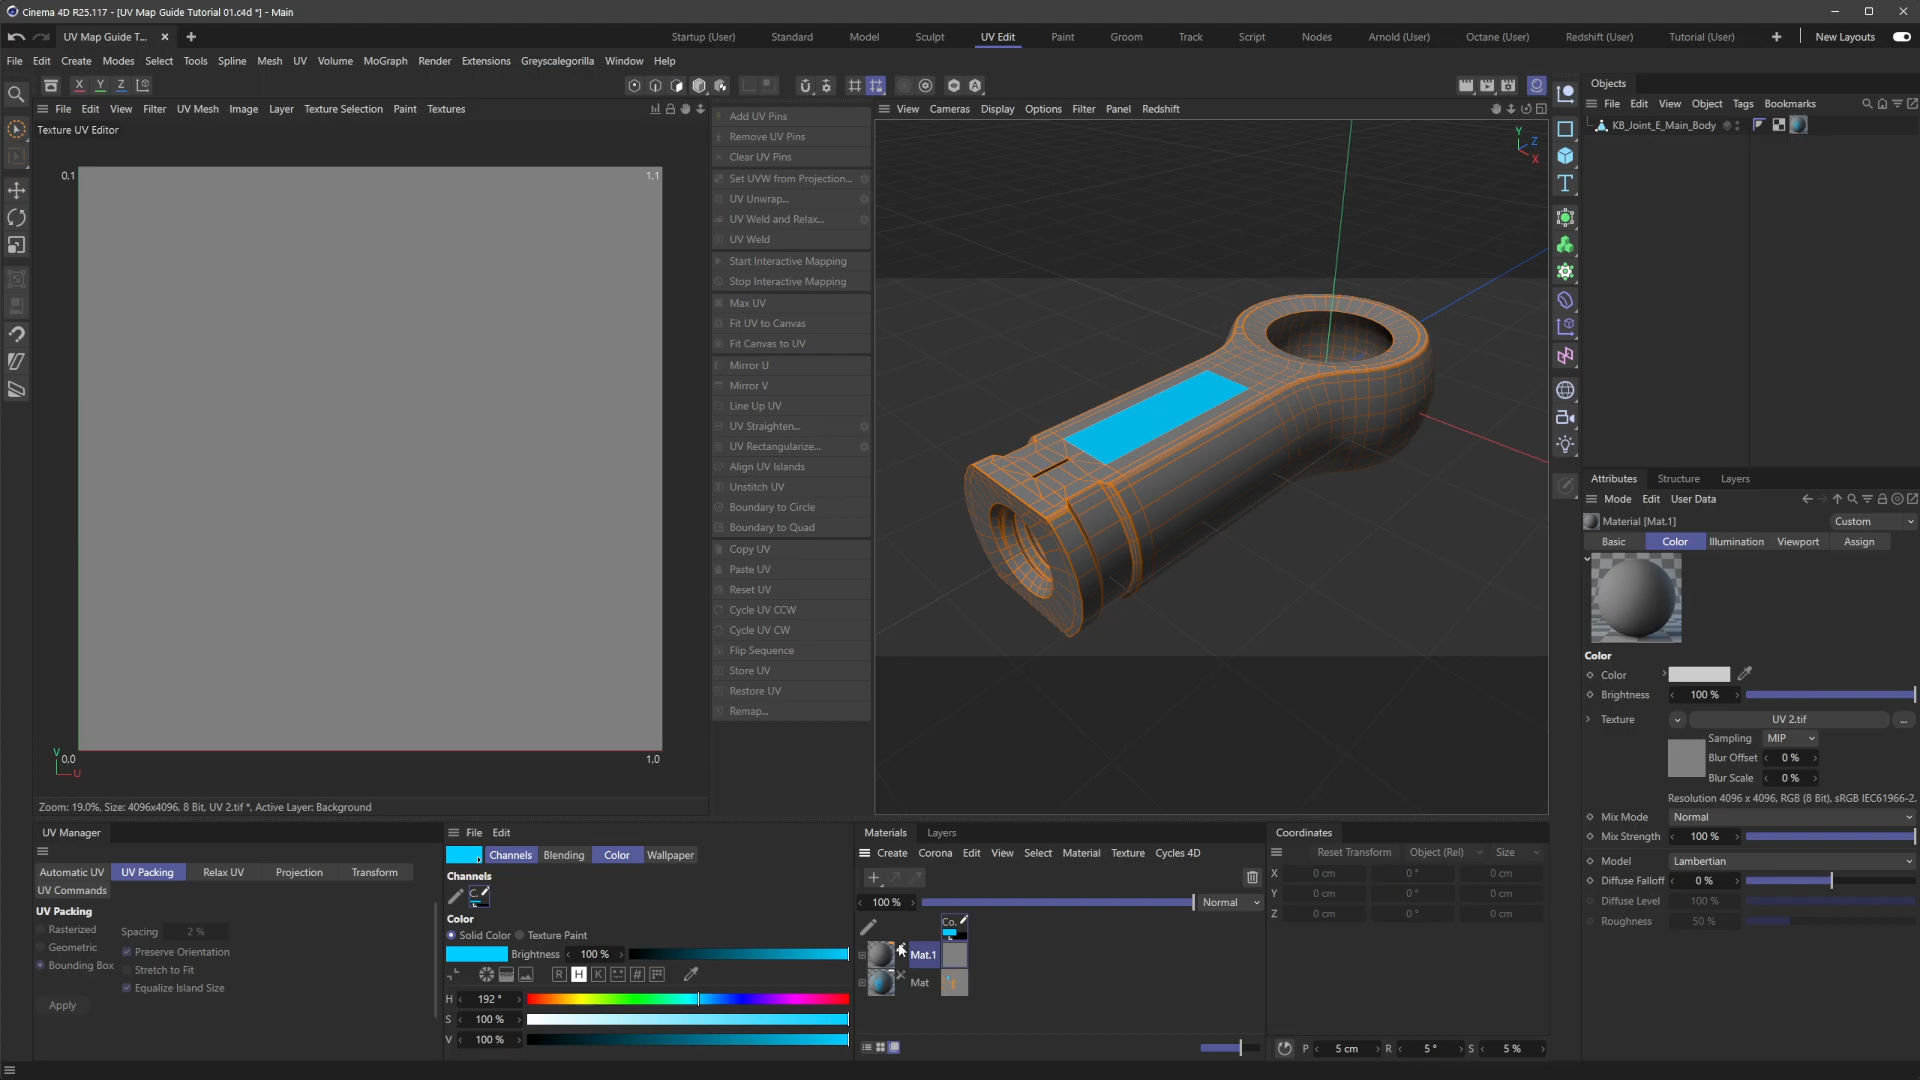 Cinema 4D R25.117 - [UV Map Guide Tutorial 01.c4d *] - Main
UV Map Guide T...
Startup (User) Standard Model Sculpt UV Edit Paint Groom Track Script Nodes Arnold (User) Octane (User) Redshift (User) Tutorial (User) New Layouts
File Edit Create Modes Select Tools Spline Mesh UV Volume MoGraph Render Extensions Greyscalegorilla Window Help
X Y Z
File Edit View Filter UV Mesh Image Layer Texture Selection Paint Textures
Texture UV Editor
0,1
1,1
V 0,0
U
1,0
Zoom: 19.0%, Size: 4096x4096, 8 Bit, UV 2.tif *, Active Layer: Background
Add UV Pins
Remove UV Pins
Clear UV Pins
Set UVW from Projection...
UV Unwrap...
UV Weld and Relax...
UV Weld
Start Interactive Mapping
Stop Interactive Mapping
Max UV
Fit UV to Canvas
Fit Canvas to UV
Mirror U
Mirror V
Line Up UV
UV Straighten...
UV Rectangularize...
Align UV Islands
Unstitch UV
Boundary to Circle
Boundary to Quad
Copy UV
Paste UV
Reset UV
Cycle UV CCW
Cycle UV CW
Flip Sequence
Store UV
Restore UV
Remap...
View Cameras Display Options Filter Panel Redshift
Y
Z
X
Objects
File Edit View Object Tags Bookmarks
KB_Joint_E_Main_Body
Attributes Structure Layers
Mode Edit User Data
Material [Mat.1] Custom
Basic Color Illumination Viewport Assign
Color
Color
Brightness 100 %
Texture UV 2.tif ...
Sampling MIP
Blur Offset 0 %
Blur Scale 0 %
Resolution 4096 x 4096, RGB (8 Bit), sRGB IEC61966-2.
Mix Mode Normal
Mix Strength 100 %
Model Lambertian
Diffuse Falloff 0 %
Diffuse Level 100 %
Roughness 50 %
UV Manager
Automatic UV UV Packing Relax UV Projection Transform
UV Commands
UV Packing
Rasterized Spacing 2 %
Geometric Preserve Orientation
Bounding Box Stretch to Fit
Equalize Island Size
Apply
File Edit
Channels Blending Color Wallpaper
Channels
C.
Color
Solid Color Texture Paint
Brightness 100 %
R H K #
H 192 °
S 100 %
V 100 %
Materials Layers
Create Corona Edit View Select Material Texture Cycles 4D
100 % Normal
Co.
Mat.1
Mat
Coordinates
Reset Transform Object (Rel) Size
X 0 cm 0 ° 0 cm
Y 0 cm 0 ° 0 cm
Z 0 cm 0 ° 0 cm
P 5 cm R 5 ° S 5 %